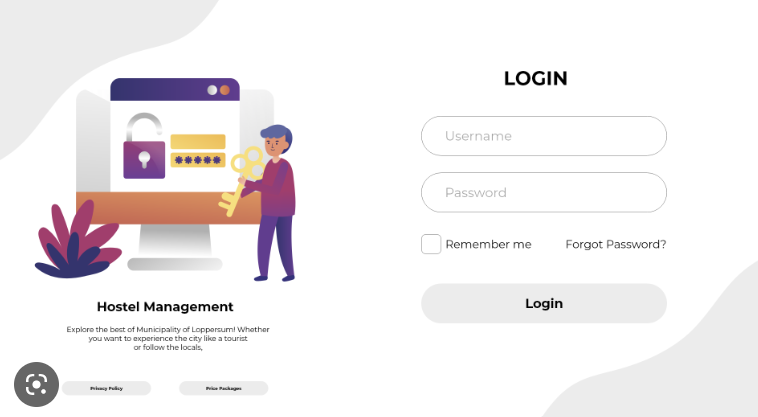 LOGIN
Username
Password
Remember me
Forgot Password?
Login
Hostel Management
Explore the best of Municipality of Loppersum! Whether
you want to experience the city like a tourist
or follow the locals,
Privacy Policy
Price Packages